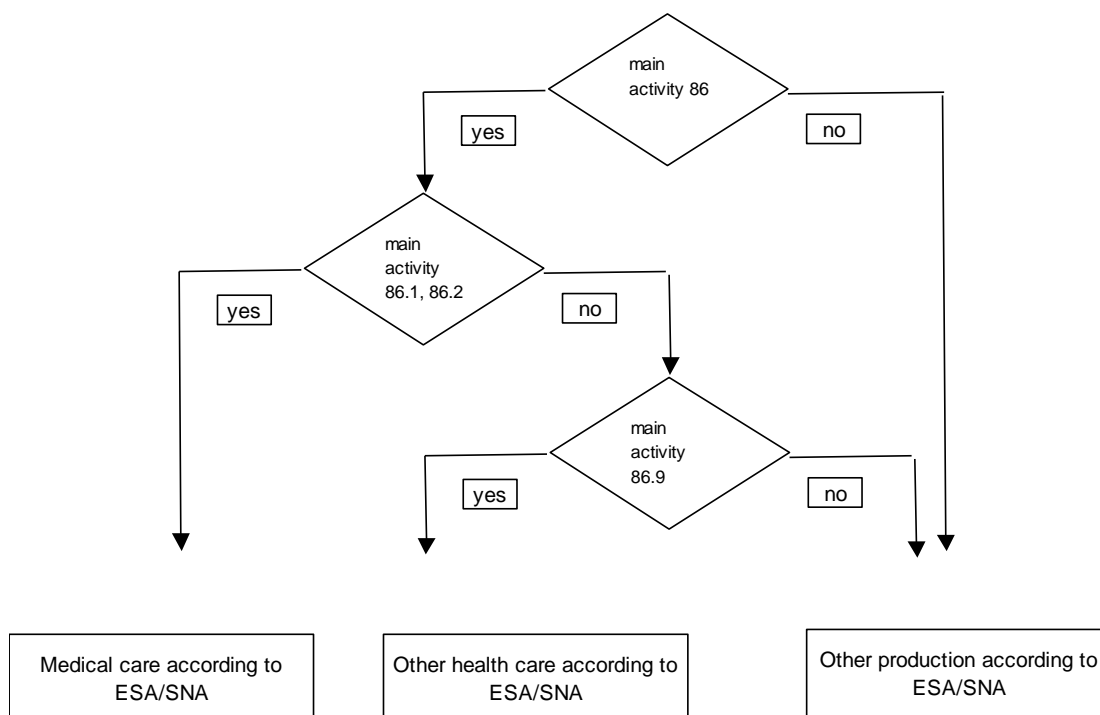 main
activity 86
yes
no
main
activity
86.1, 86.2
yes
no
main
activity
86.9
yes
no
Medical care according to
ESA/SNA
Other health care according to
ESA/SNA
Other production according to
ESA/SNA